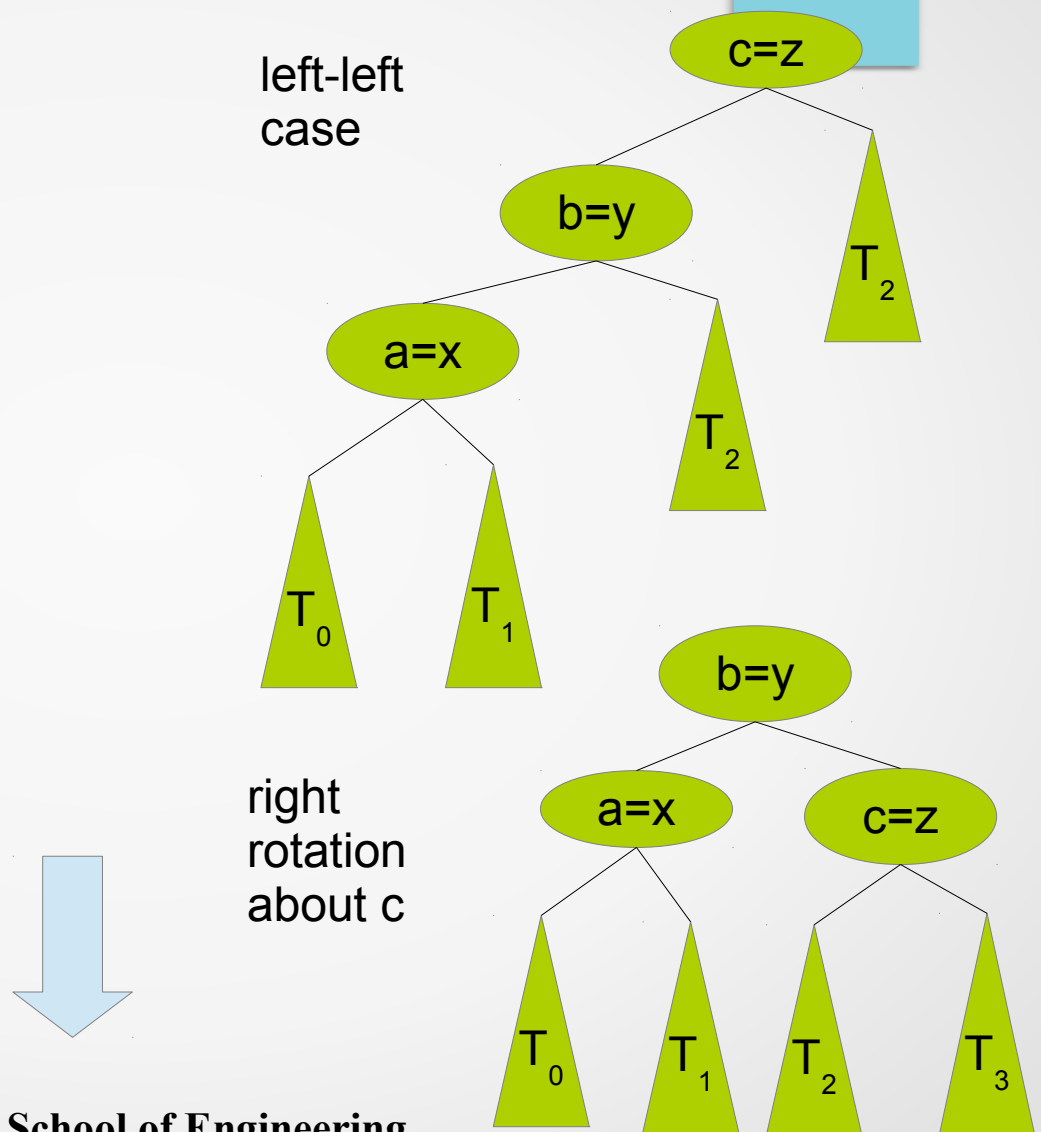 left-left
case
c=z
b=y
T2
a=x
T2
T0
T1
b=y
right
rotation
about c
a=x
c=z
T0
T1
T2
T3
School of Engineering